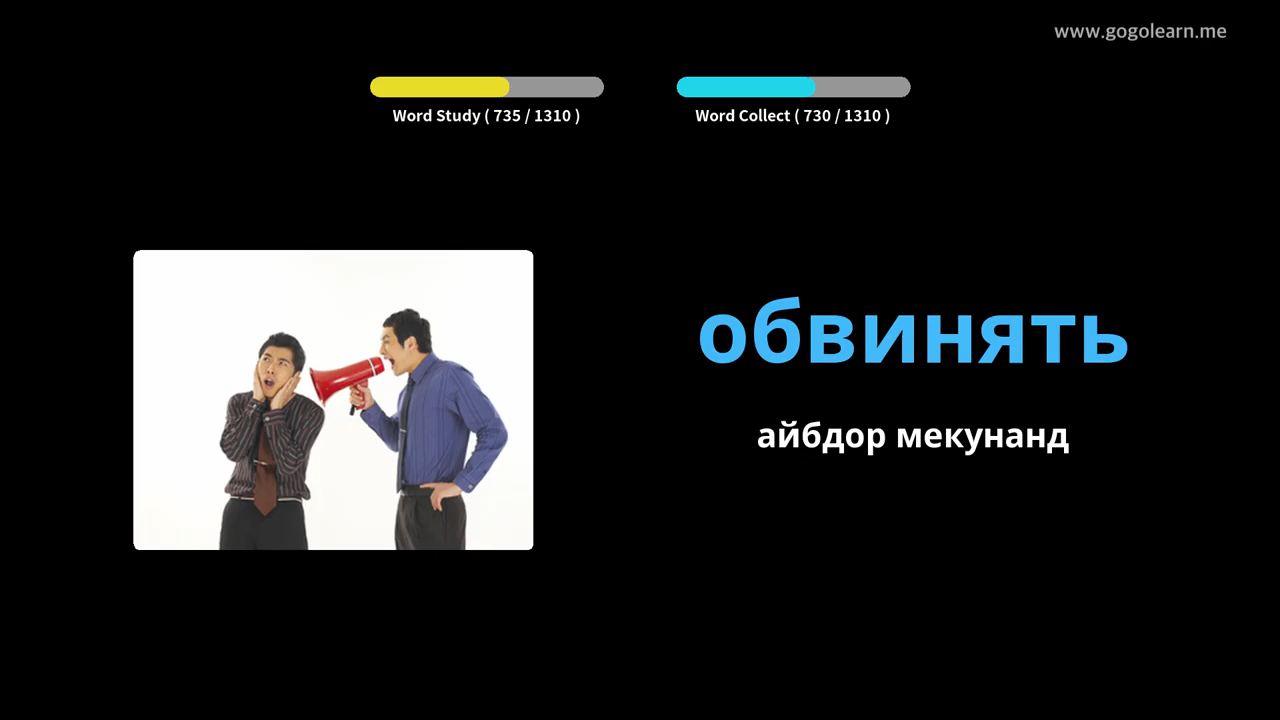 www.gogolearn.me
Word Study ( 735 / 1310 )
Word Collect ( 730 / 1310 )
обвинять
айбдор мекунанд